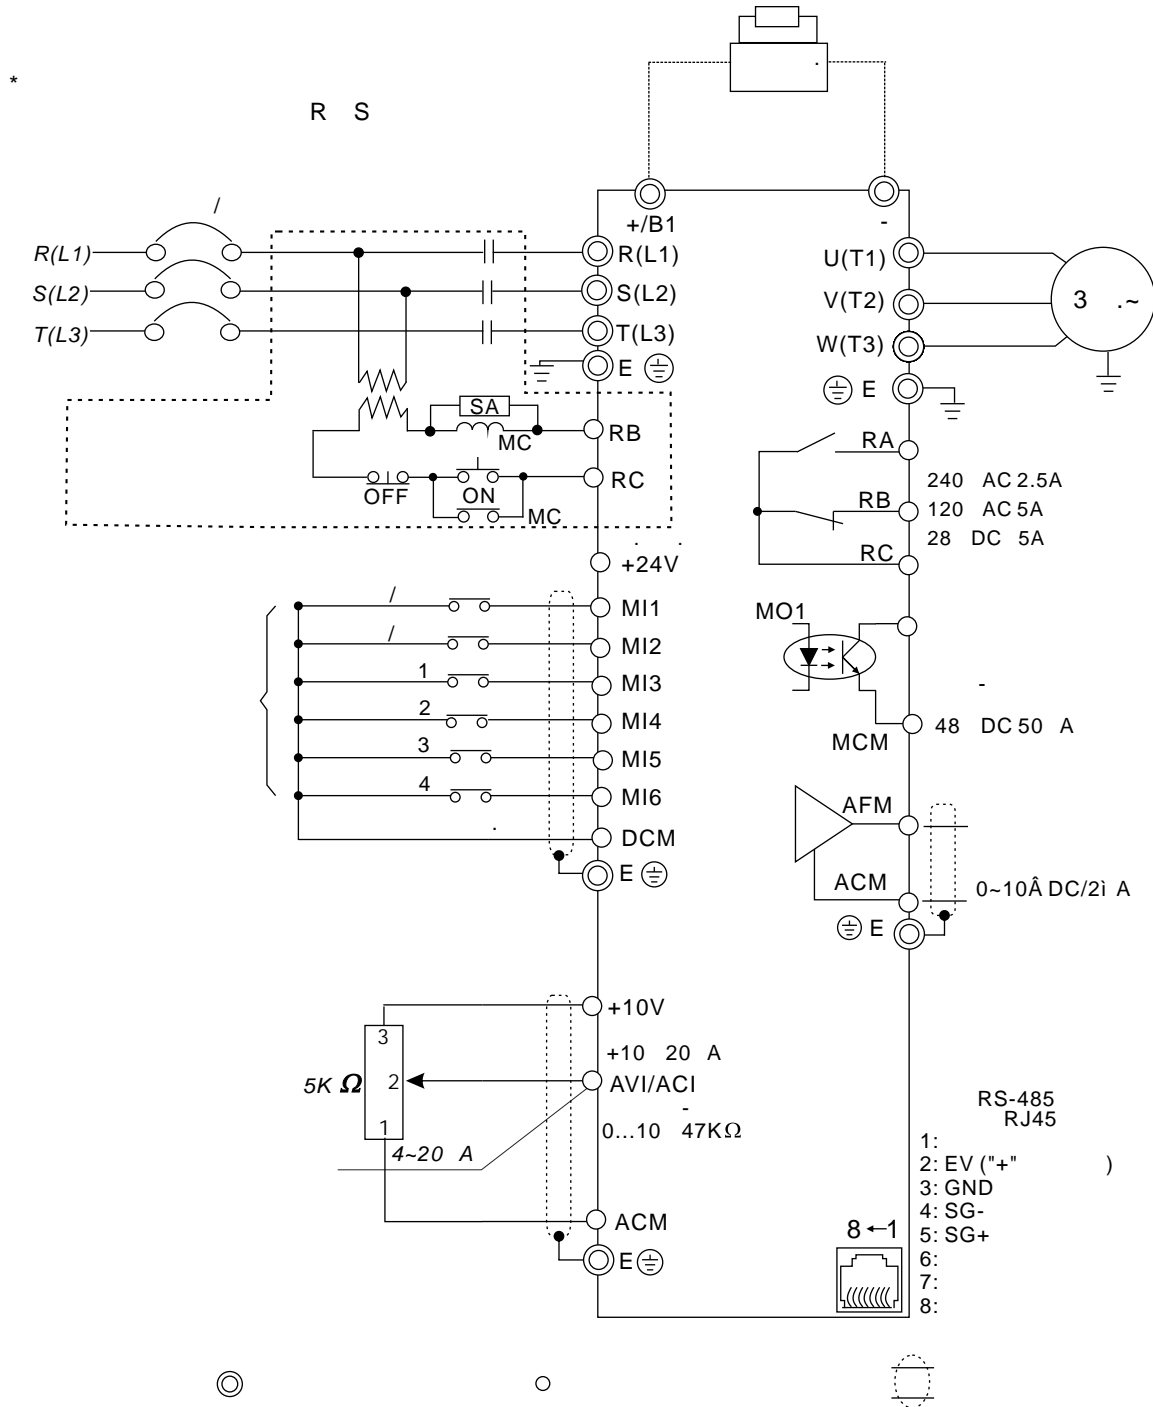 *
R S
/
+/B1
-
R(L1)
R(L1)
U(T1)
S(L2)
S(L2)
V(T2)
3 .~
T(L3)
T(L3)
W(T3)
E
E
SA
MC
RB
OFF
ON
MC
RC
RA
240 AC 2.5A
RB
120 AC 5A
28 DC 5A
RC
. .
+24V
/
MI1
/
MI2
1
MI3
2
MI4
3
MI5
4
MI6
.
DCM
E
MO1
-
48 DC 50 A
MCM
AFM
ACM
0~10Â DC/2ì A
E
+10V
3
+10 20 A
5K Ω
2
AVI/ACI
-
0...10 47KΩ
1
4~20 A
ACM
E
RS-485
RJ45
1:
2: EV ("+" )
3: GND
4: SG-
5: SG+
6:
7:
8:
8←1